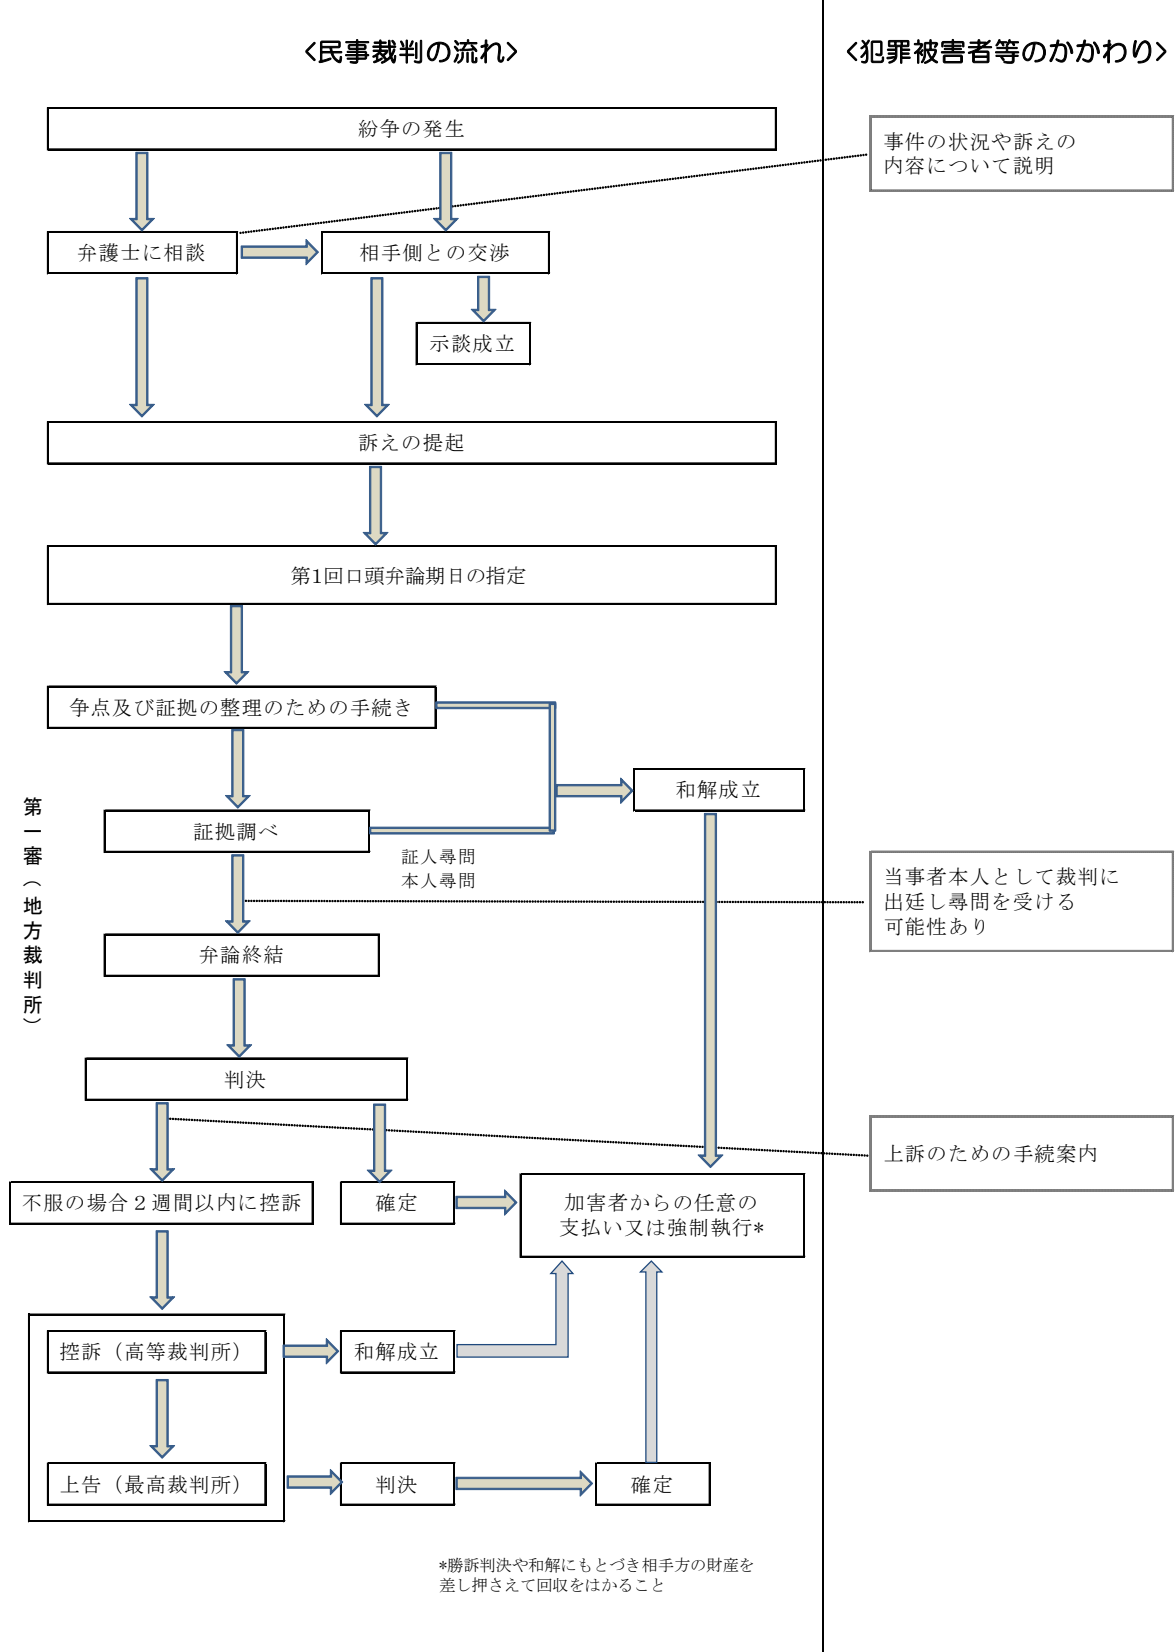 <民事裁判の流れ>
<犯罪被害者等のかかわり>
紛争の発生
事件の状況や訴えの
内容について説明
弁護士に相談
相手側との交渉
示談成立
訴えの提起
第1回口頭弁論期日の指定
争点及び証拠の整理のための手続き
和解成立
第一審（地方裁判所）
証拠調べ
証人尋問
本人尋問
当事者本人として裁判に
出廷し尋問を受ける
可能性あり
弁論終結
判決
上訴のための手続案内
不服の場合２週間以内に控訴
確定
加害者からの任意の
支払い又は強制執行*
控訴（高等裁判所）
和解成立
上告（最高裁判所）
判決
確定
*勝訴判決や和解にもとづき相手方の財産を
差し押さえて回収をはかること